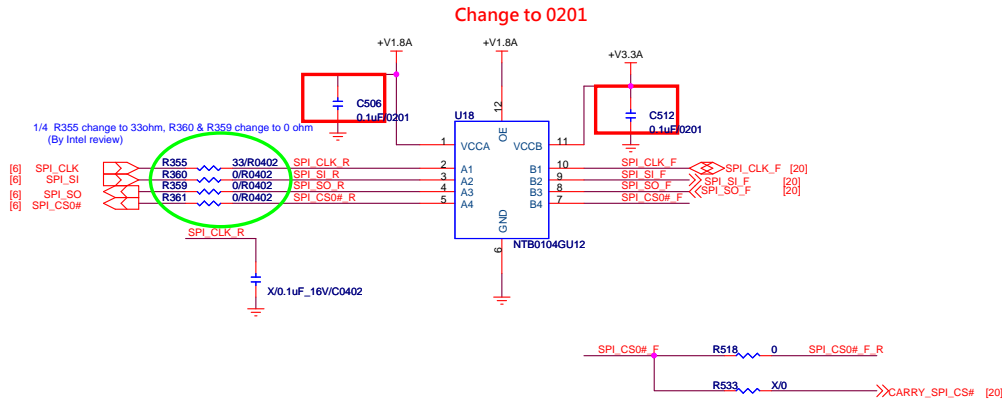 Change to 0201
+V1.8A +V1.8A +V3.3A
C506
0.1uF/0201
C512
0.1uF/0201
1/4 R355 change to 33ohm, R360 & R359 change to 0 ohm
(By Intel review)
U18
12
OE
1 VCCA VCCB 11
[6] SPI_CLK R355 33/R0402 SPI_CLK_R 2 A1 B1 10 SPI_CLK_F SPI_CLK_F [20]
[6] SPI_SI R360 0/R0402 SPI_SI_R 3 A2 B2 9 SPI_SI_F SPI_SI_F [20]
[6] SPI_SO R359 0/R0402 SPI_SO_R 4 A3 B3 8 SPI_SO_F SPI_SO_F [20]
[6] SPI_CS0# R361 0/R0402 SPI_CS0#_R 5 A4 B4 7 SPI_CS0#_F
GND
6
NTB0104GU12
SPI_CLK_R
X/0.1uF_16V/C0402
SPI_CS0#_F R518 0 SPI_CS0#_F_R
R533 X/0 CARRY_SPI_CS# [20]